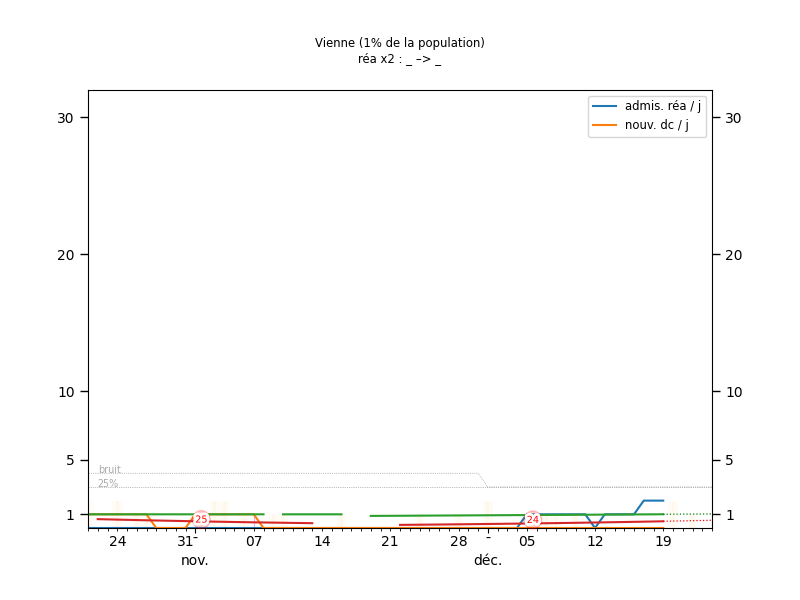 Vienne (1% de la population)
réa x2 : _ –> _
admis. réa / j
nouv. dc / j
30 30
20 20
10 10
5 5
1 1
bruit
25%
25 24
24 31 07 14 21 28 - 05 12 19
nov. déc.